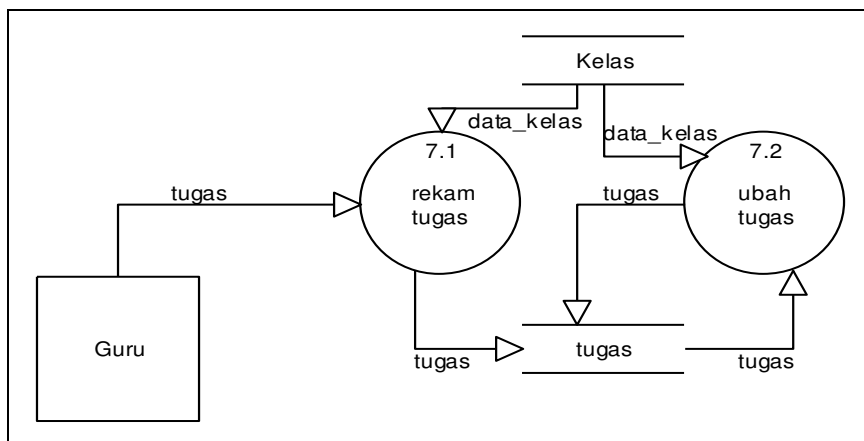 Kelas
data_kelas
data_kelas
7.1
rekam
tugas
7.2
ubah
tugas
tugas
tugas
Guru
tugas
tugas
tugas